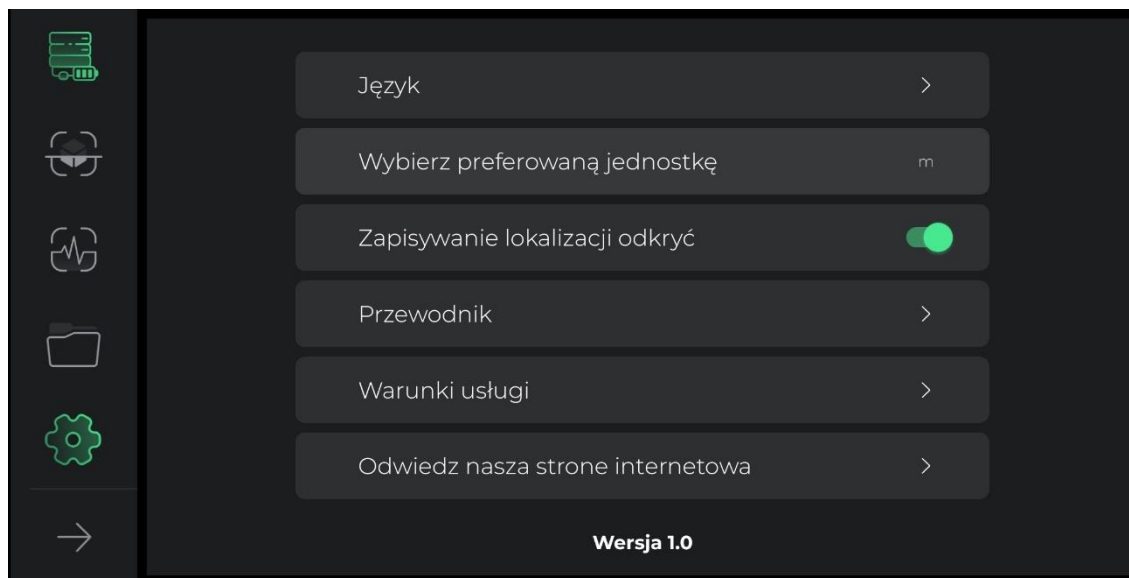 Język
Wybierz preferowaną jednostkę m
Zapisywanie lokalizacji odkryć
Przewodnik
Warunki usługi
Odwiedz nasza strone internetowa
Wersja 1.0